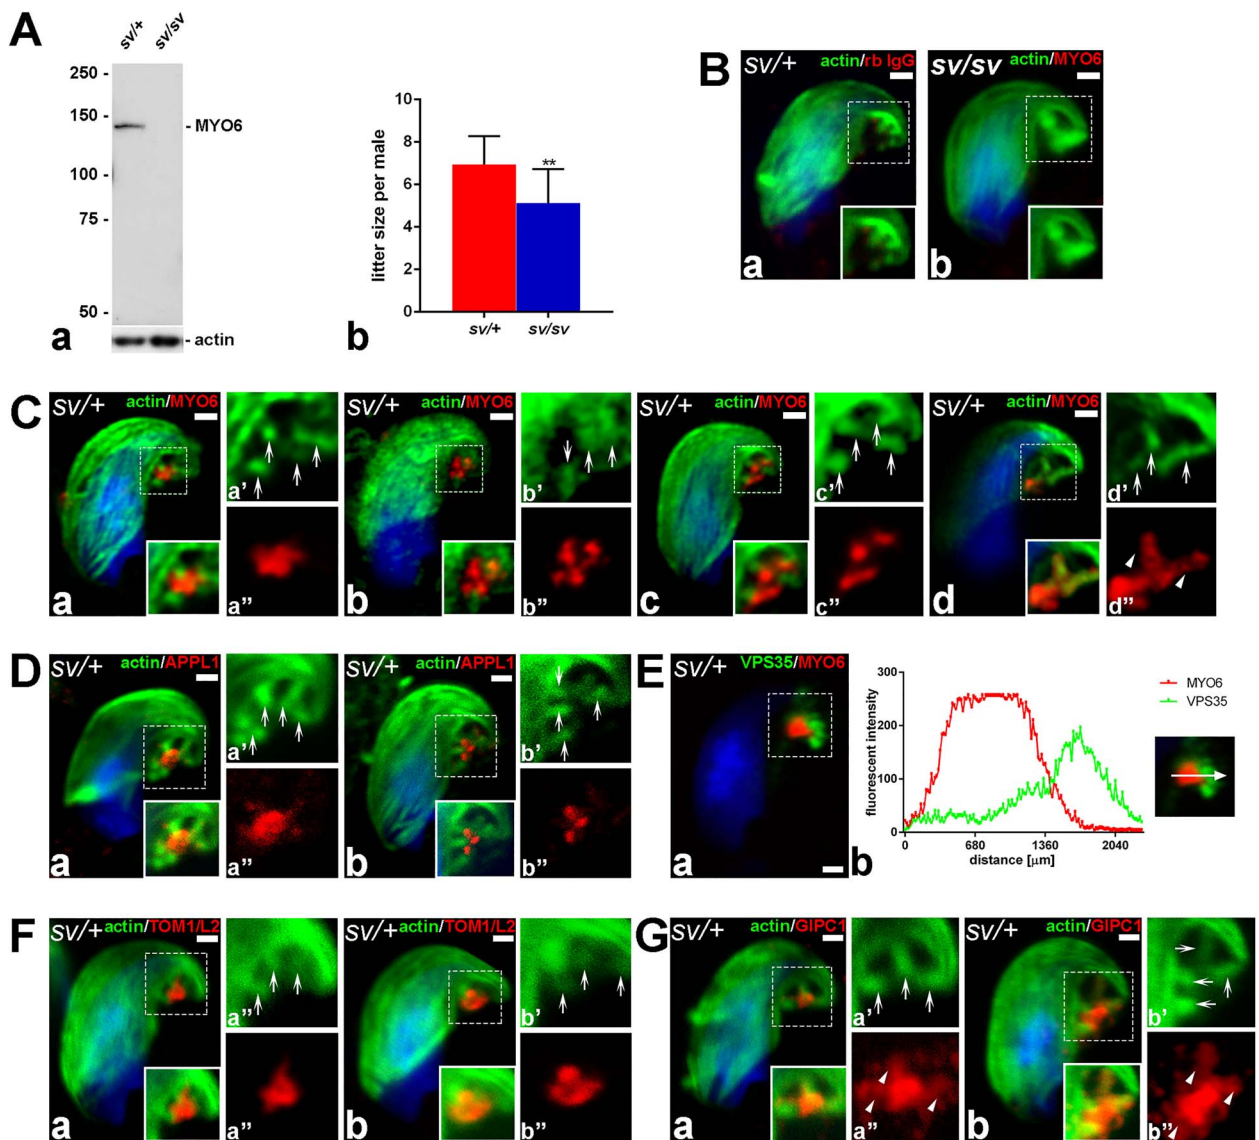 A
sv/+ sv/sv
250 -
150 -
- MYO6
100 -
75 -
50 -
- actin
a
litter size per male
10
8
6
4
2
0
**
sv/+ sv/sv
b
B
sv/+ actin/rb IgG
a
sv/sv actin/MYO6
b
C
sv/+ actin/MYO6
a
a'
a”
sv/+ actin/MYO6
b
b'
b”
sv/+ actin/MYO6
c
c'
c”
sv/+ actin/MYO6
d
d'
d”
D
sv/+ actin/APPL1
a
a'
a”
sv/+ actin/APPL1
b
b'
b”
E
sv/+ VPS35/MYO6
a
fluorescent intensity
300
200
100
0
0 680 1360 2040
distance [µm]
MYO6
VPS35
b
F
sv/+ actin/TOM1/L2
a
a”
a”
sv/+ actin/TOM1/L2
b
b'
b”
G
sv/+ actin/GIPC1
a
a'
a”
sv/+ actin/GIPC1
b
b'
b”